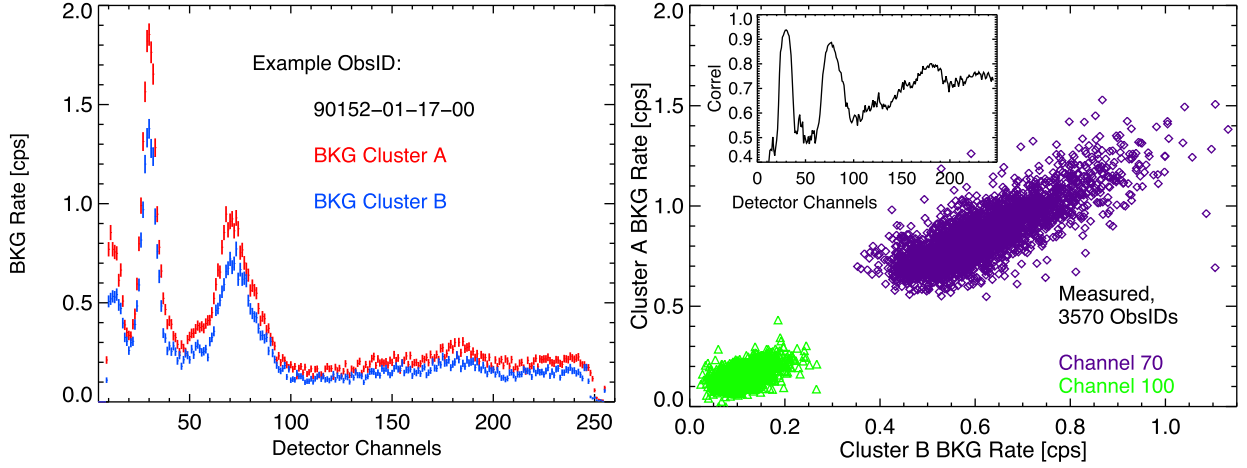 2.0
1.5
1.0
0.5
0.0
BKG Rate [cps]
Example ObsID:
90152−01−17−00
BKG Cluster A
BKG Cluster B
50
100
150
200
250
Detector Channels
2.0
1.5
1.0
0.5
0.0
Cluster A BKG Rate [cps]
1.0
0.9
0.8
0.7
0.6
0.5
0.4
Correl
0
50
100
150
200
Detector Channels
Measured,
3570 ObsIDs
Channel 70
Channel 100
0.0
0.2
0.4
0.6
0.8
1.0
Cluster B BKG Rate [cps]